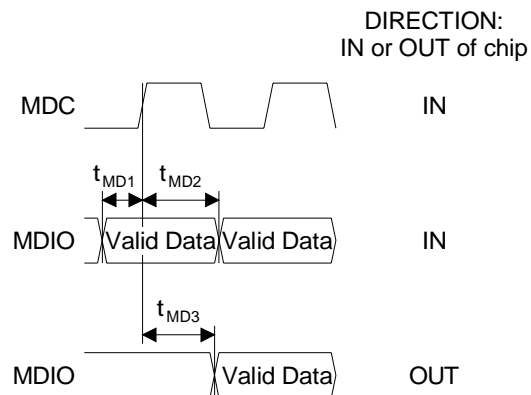 DIRECTION:
IN or OUT of chip
MDC IN
tMD1 tMD2
MDIO Valid Data Valid Data IN
tMD3
MDIO Valid Data OUT